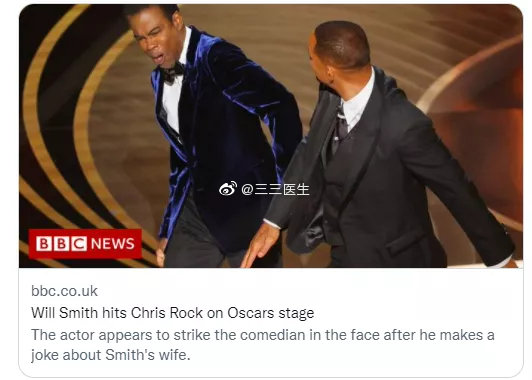 @三三医生
BBC NEWS
bbc.co.uk
Will Smith hits Chris Rock on Oscars stage
The actor appears to strike the comedian in the face after he makes a
joke about Smith's wife.